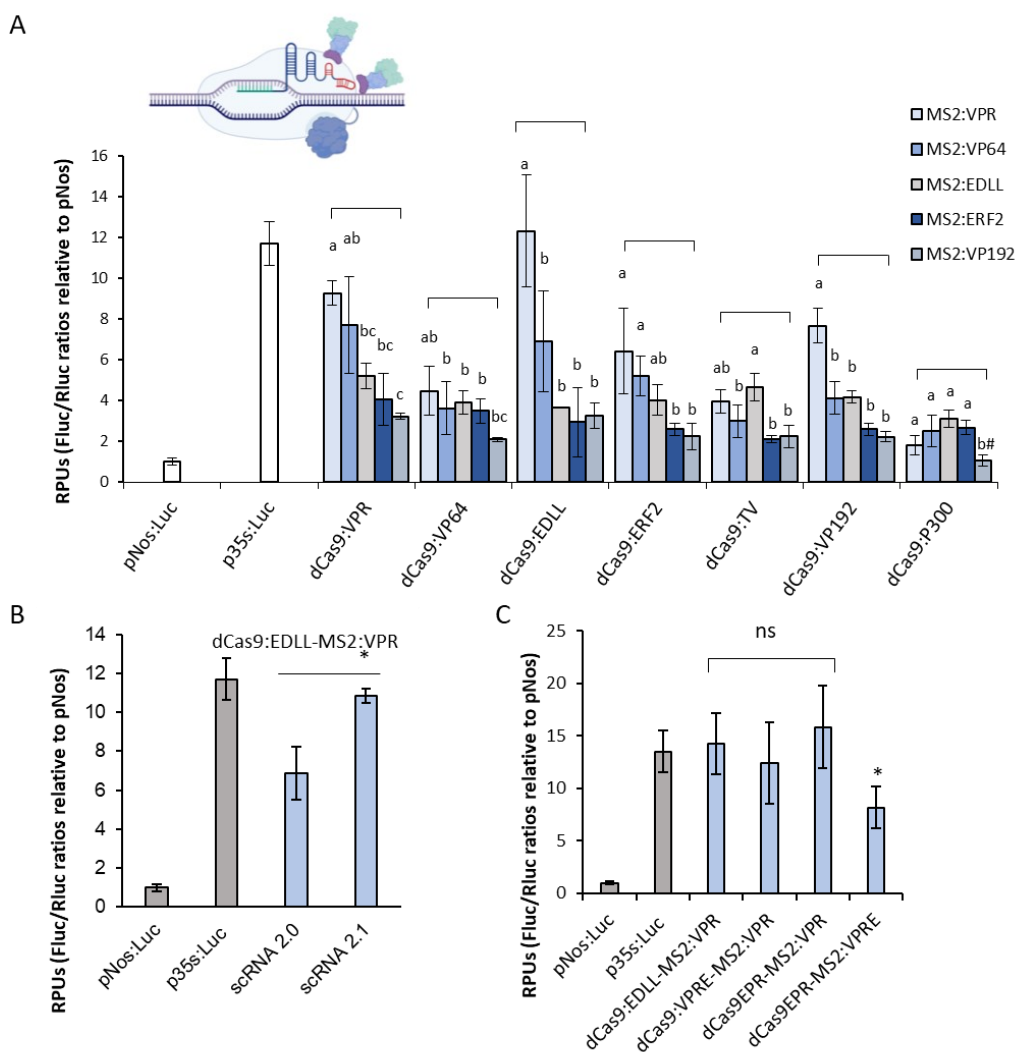 A
MS2:VPR
MS2:VP64
MS2:EDLL
MS2:ERF2
MS2:VP192
RPUs (Fluc/Rluc ratios relative to pNos)
16
14
12
10
8
6
4
2
0
a ab bc bc c
ab b b b bc
a b b b b
a a ab b b
ab b a b b
a b b b b
a a a a b#
pNos:Luc
p35s:Luc
dCas9:VPR
dCas9:VP64
dCas9:EDLL
dCas9:ERF2
dCas9:TV
dCas9:VP192
dCas9:P300
B
RPUs (Fluc/Rluc ratios relative to pNos)
14
12
10
8
6
4
2
0
dCas9:EDLL-MS2:VPR
*
pNos:Luc
p35s:Luc
scRNA 2.0
scRNA 2.1
C
RPUs (Fluc/Rluc ratios relative to pNos)
25
20
15
10
5
0
ns
*
pNos:Luc
p35s:Luc
dCas9:EDLL-MS2:VPR
dCas9:VPRE-MS2:VPR
dCas9EPR-MS2:VPR
dCas9EPR-MS2:VPRE